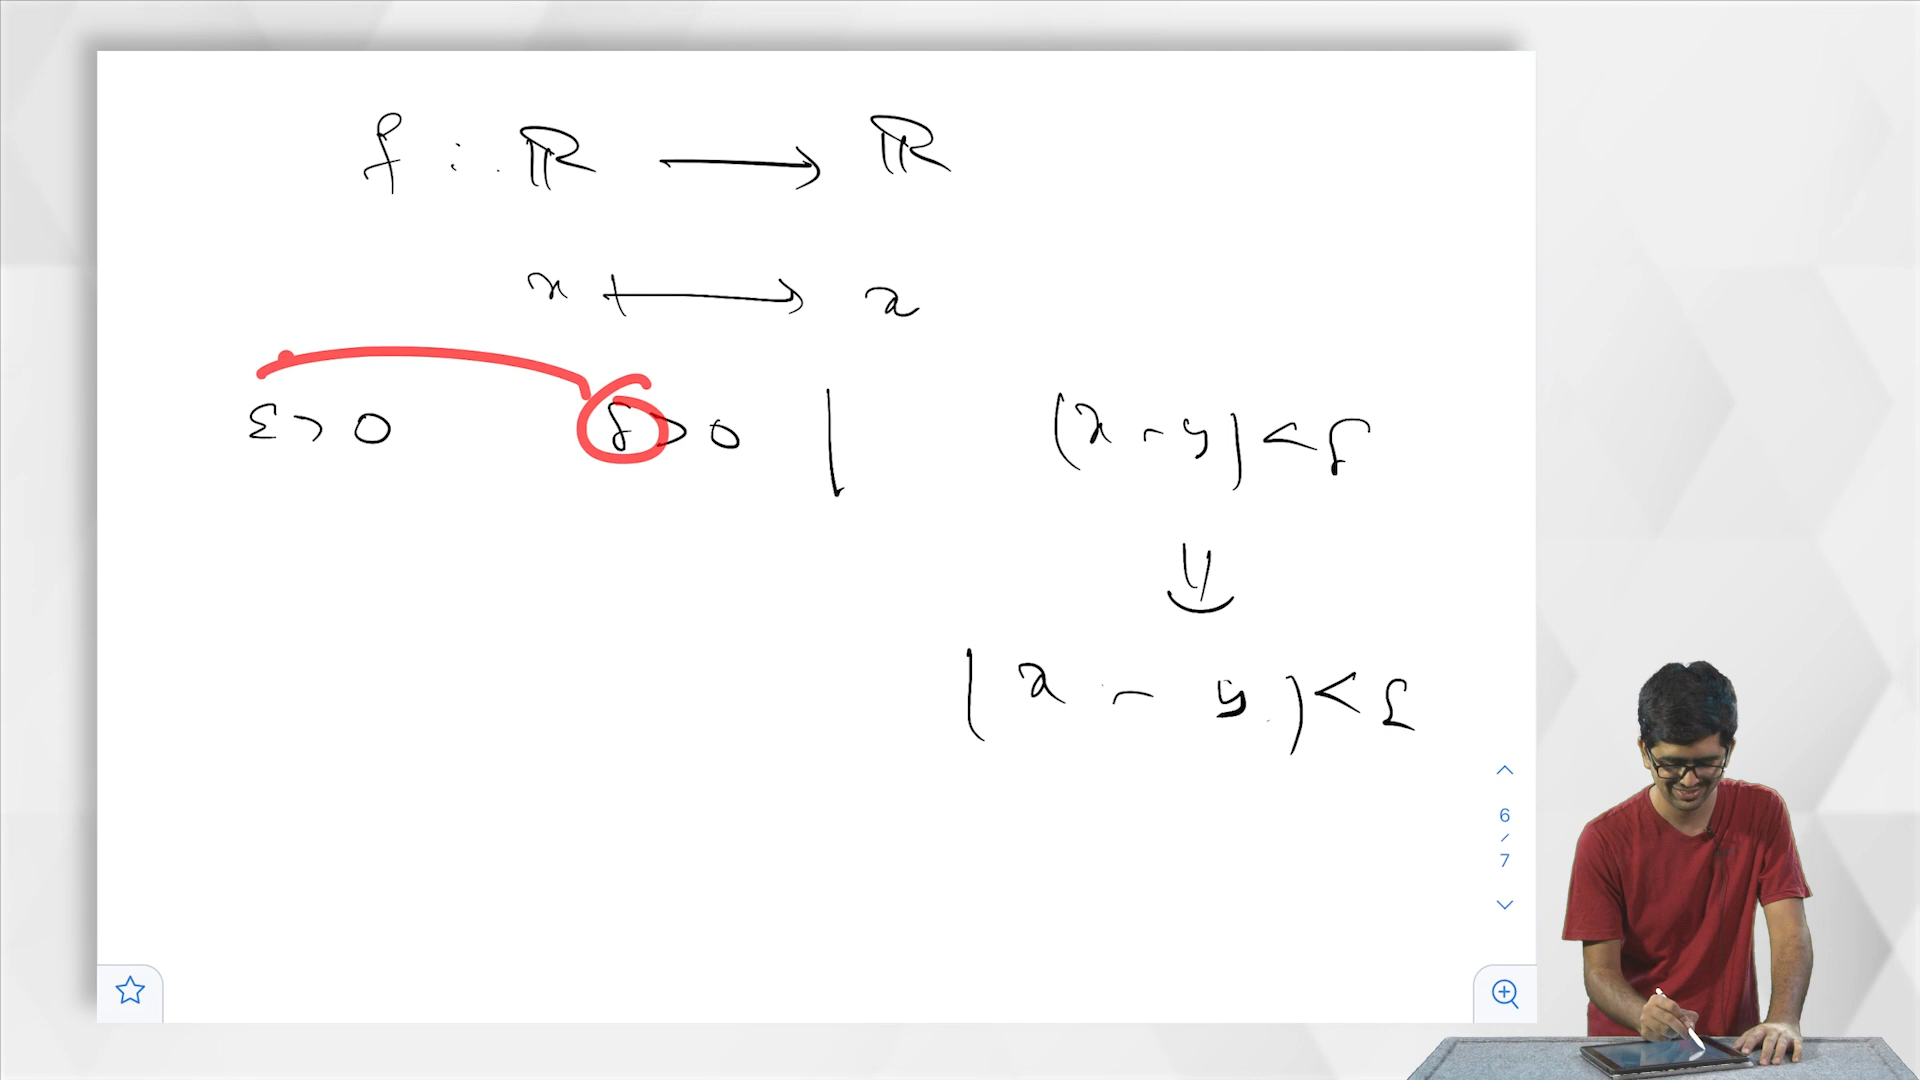 f : ℝ ⟶ ℝ
x ⟼ x
ε > 0 δ > 0 | |x - y| < δ
⇓
|x - y| < ε
6
/
7